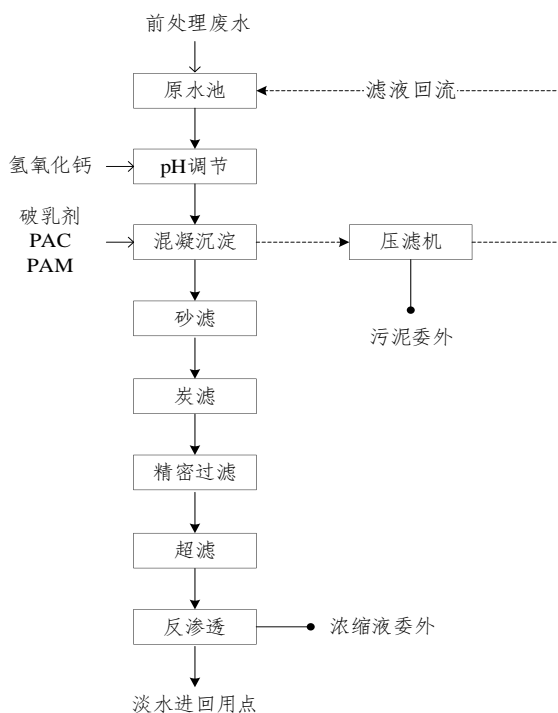 前处理废水
原水池
滤液回流
氢氧化钙
pH调节
破乳剂
PAC
PAM
混凝沉淀
压滤机
污泥委外
砂滤
炭滤
精密过滤
超滤
反渗透
浓缩液委外
淡水进回用点